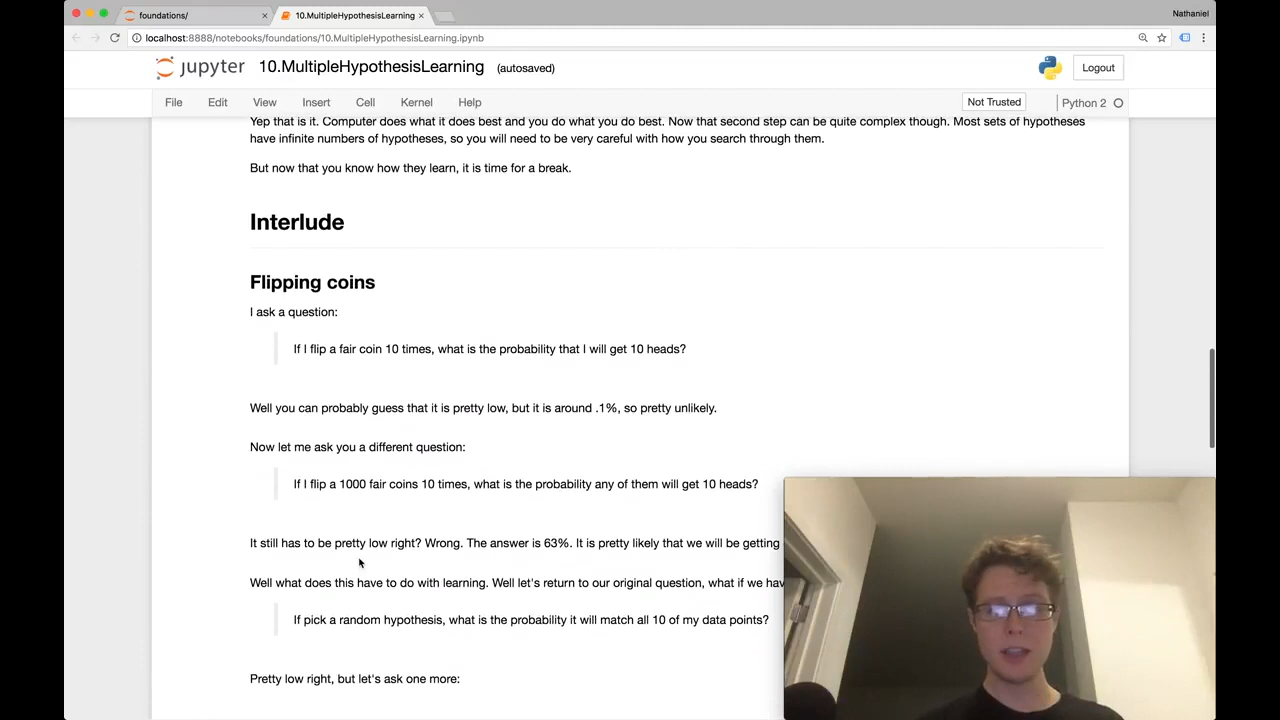 foundations/
10.MultipleHypothesisLearning
Nathaniel
localhost:8888/notebooks/foundations/10.MultipleHypothesisLearning.ipynb
jupyter 10.MultipleHypothesisLearning (autosaved)
Logout
File Edit View Insert Cell Kernel Help
Not Trusted
Python 2
Yep that is it. Computer does what it does best and you do what you do best. Now that second step can be quite complex though. Most sets of hypotheses
have infinite numbers of hypotheses, so you will need to be very careful with how you search through them.
But now that you know how they learn, it is time for a break.
Interlude
Flipping coins
I ask a question:
If I flip a fair coin 10 times, what is the probability that I will get 10 heads?
Well you can probably guess that it is pretty low, but it is around .1%, so pretty unlikely.
Now let me ask you a different question:
If I flip a 1000 fair coins 10 times, what is the probability any of them will get 10 heads?
It still has to be pretty low right? Wrong. The answer is 63%. It is pretty likely that we will be getting
Well what does this have to do with learning. Well let's return to our original question, what if we hav
If pick a random hypothesis, what is the probability it will match all 10 of my data points?
Pretty low right, but let's ask one more: